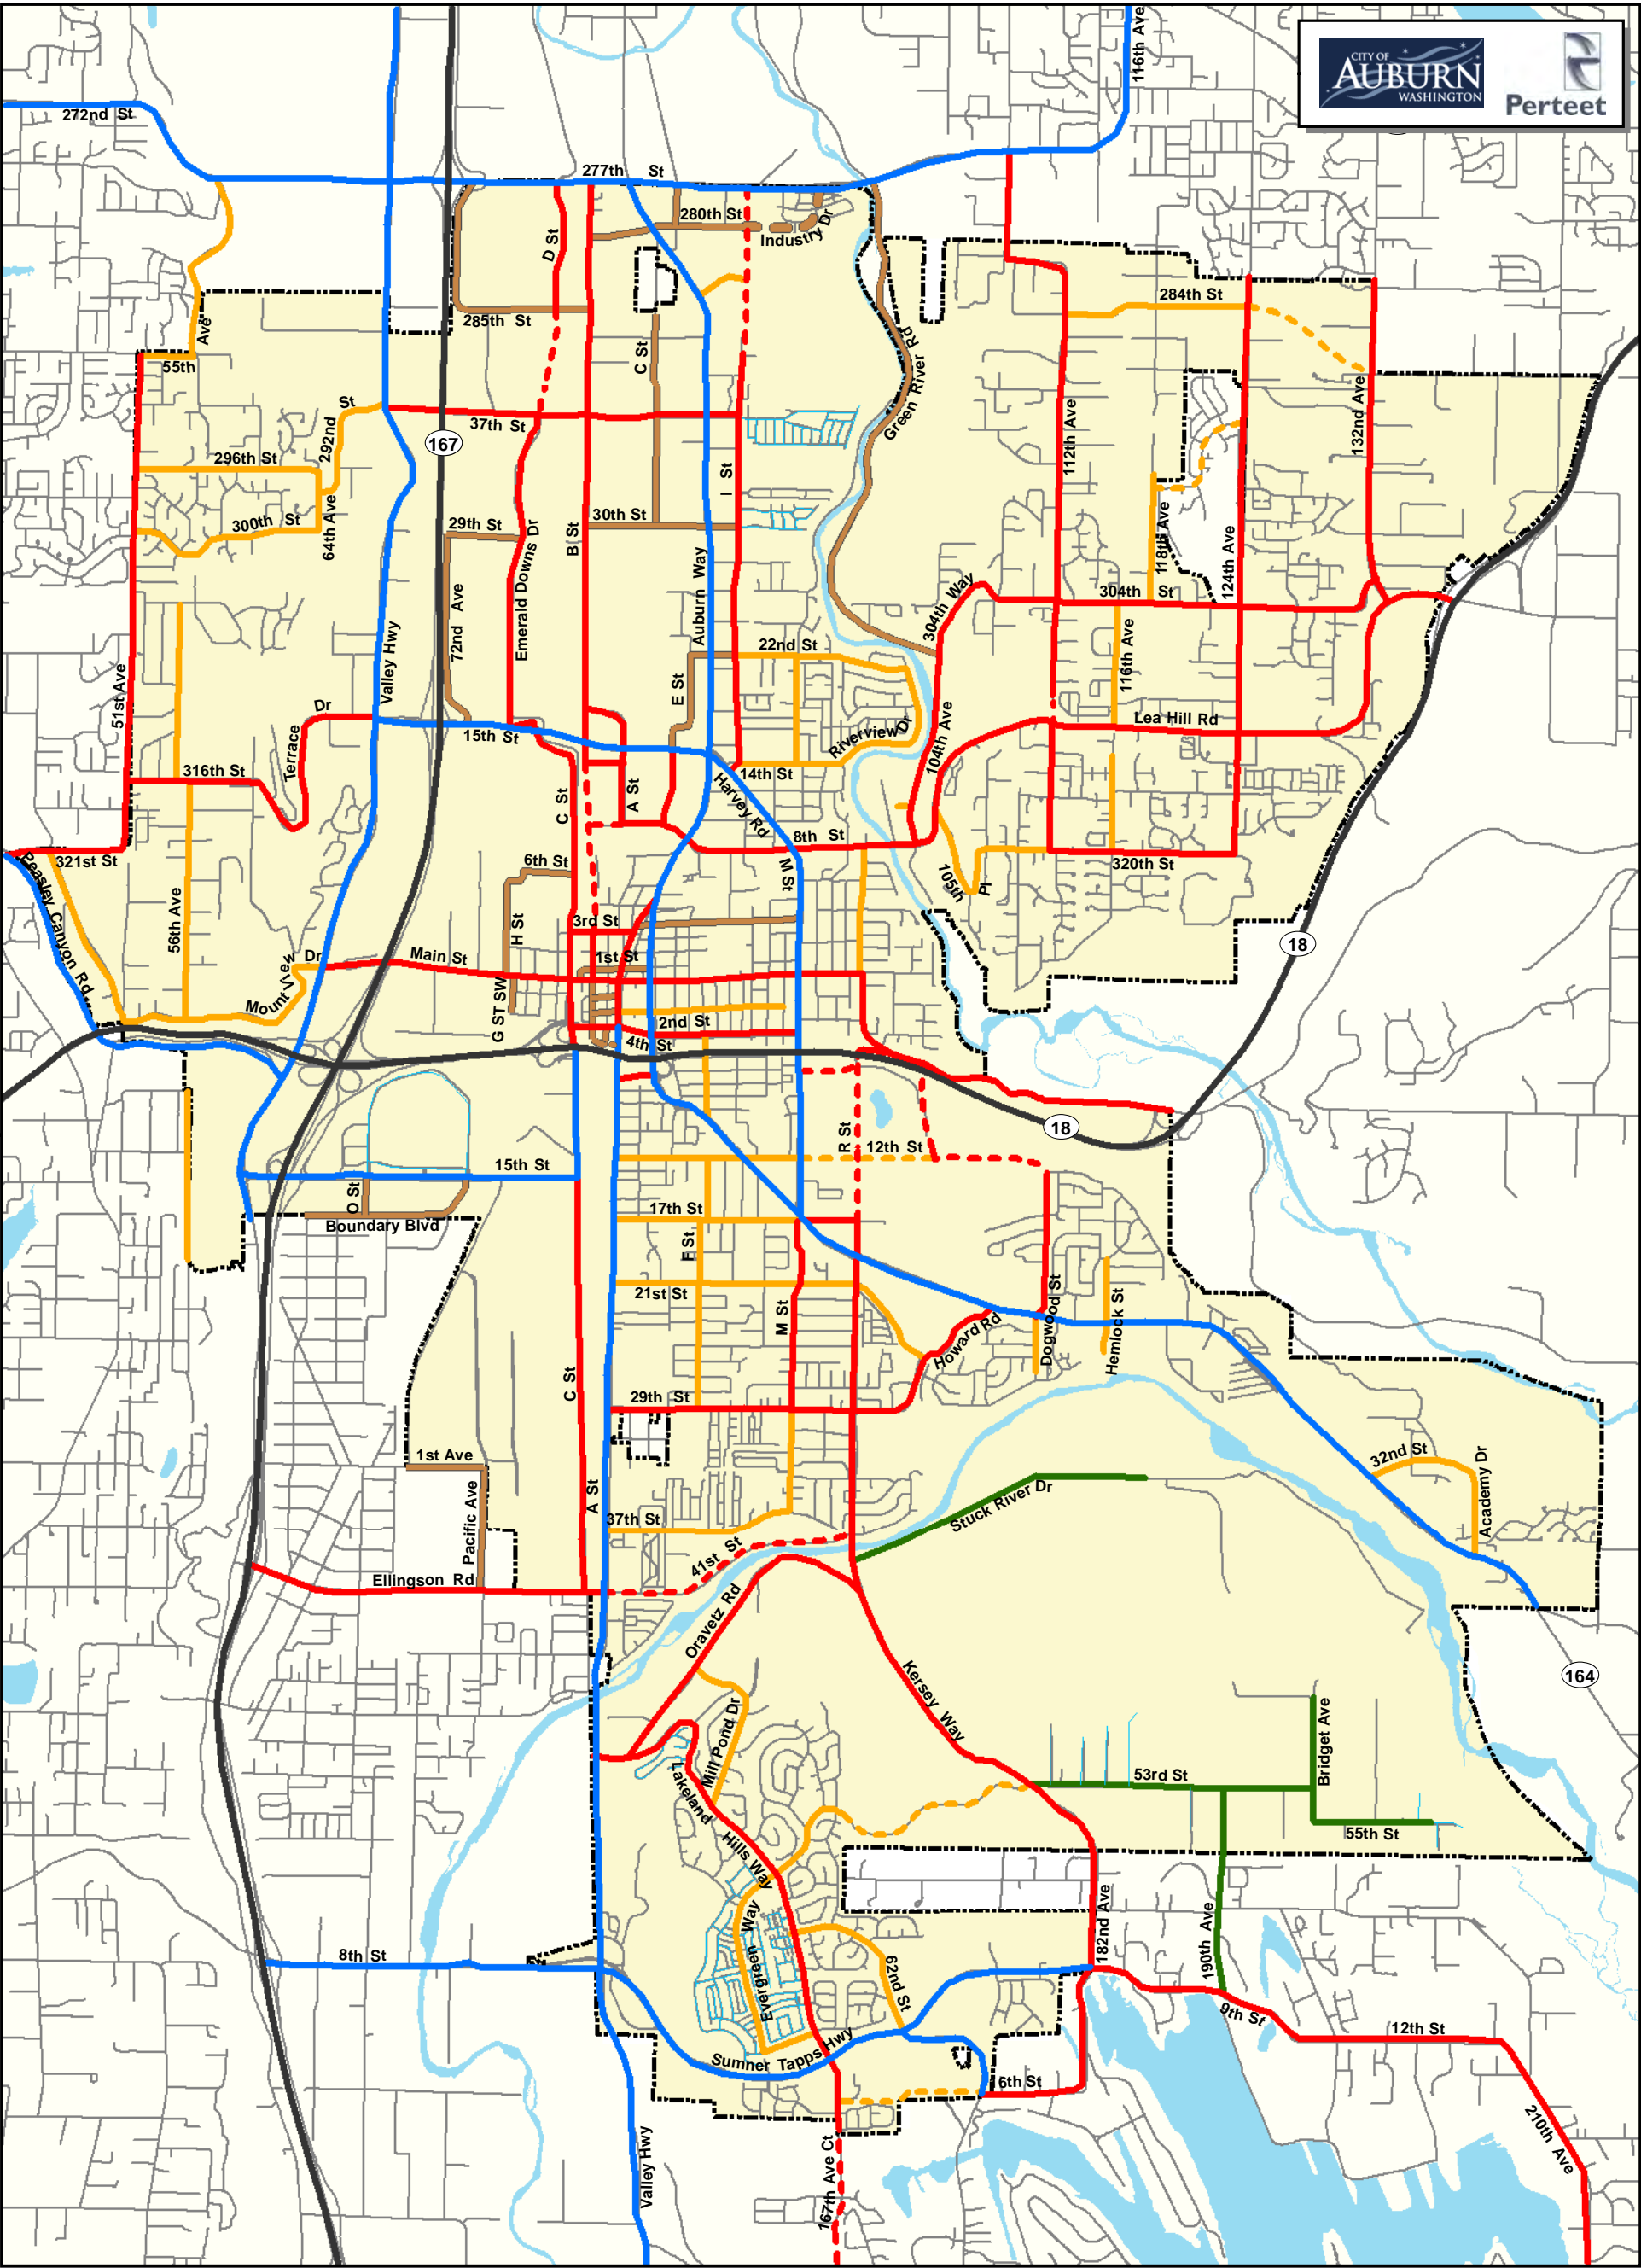 116th Ave
CITY OF
AUBURN
WASHINGTON
Perteet
272nd St
277th St
280th St
Industry Dr
D St
284th St
285th St
Ave
55th
C St
Green River Rd
132nd Ave
112th Ave
St
292nd
37th St
167
296th St
I St
300th St
64th Ave
29th St
30th St
B St
Emerald Downs Dr
118th Ave
124th Ave
Auburn Way
72nd Ave
304th Way
304th St
116th Ave
22nd St
51st Ave
Valley Hwy
E St
Dr
Terrace
15th St
Riverview Dr
104th Ave
Lea Hill Rd
316th St
14th St
C St
A St
Harvey Rd
8th St
321st St
6th St
M St
105th Pl
320th St
Peasley Canyon Rd
56th Ave
H St
3rd St
18
Mount View Dr
Main St
1st St
G ST SW
2nd St
4th St
18
R St
12th St
15th St
O St
Boundary Blvd
17th St
F St
21st St
M St
Howard Rd
Dogwood St
Hemlock St
C St
29th St
1st Ave
Pacific Ave
A St
32nd St
Academy Dr
Stuck River Dr
37th St
41st St
Ellingson Rd
Oravetz Rd
Kersey Way
164
Mill Pond Dr
Bridget Ave
53rd St
Lakeland Hills Way
55th St
Evergreen Way
182nd Ave
190th Ave
8th St
62nd St
9th St
12th St
Sumner Tapps Hwy
6th St
210th Ave
Valley Hwy
167th Ave Ct